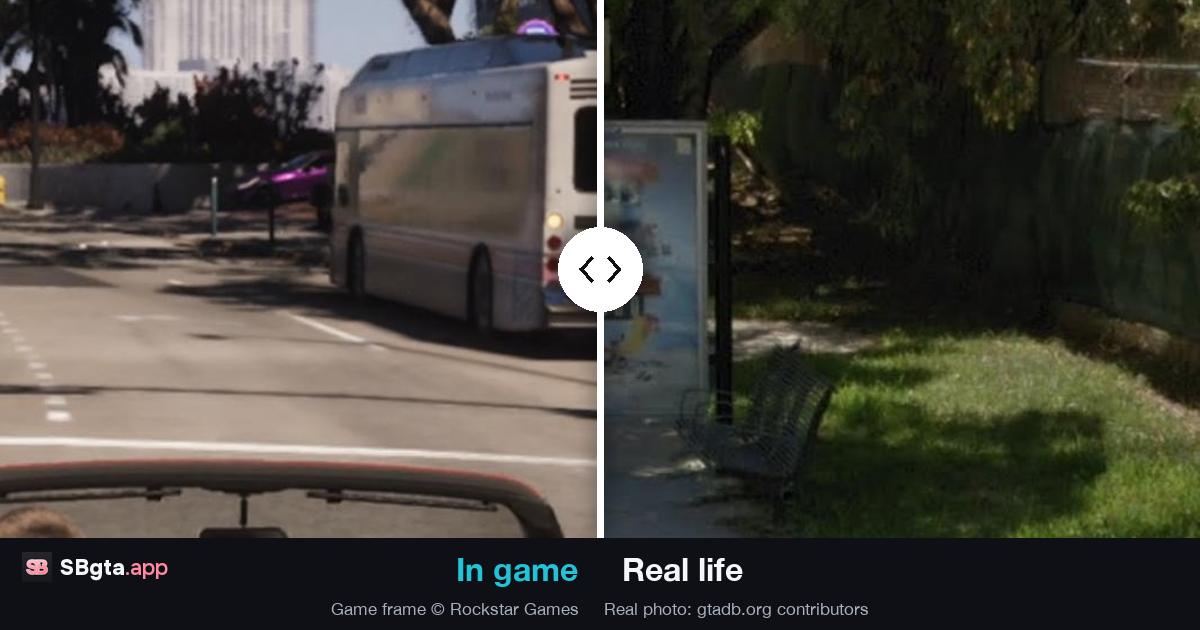 SB SBgta.app
In game Real life
Game frame © Rockstar Games Real photo: gtadb.org contributors